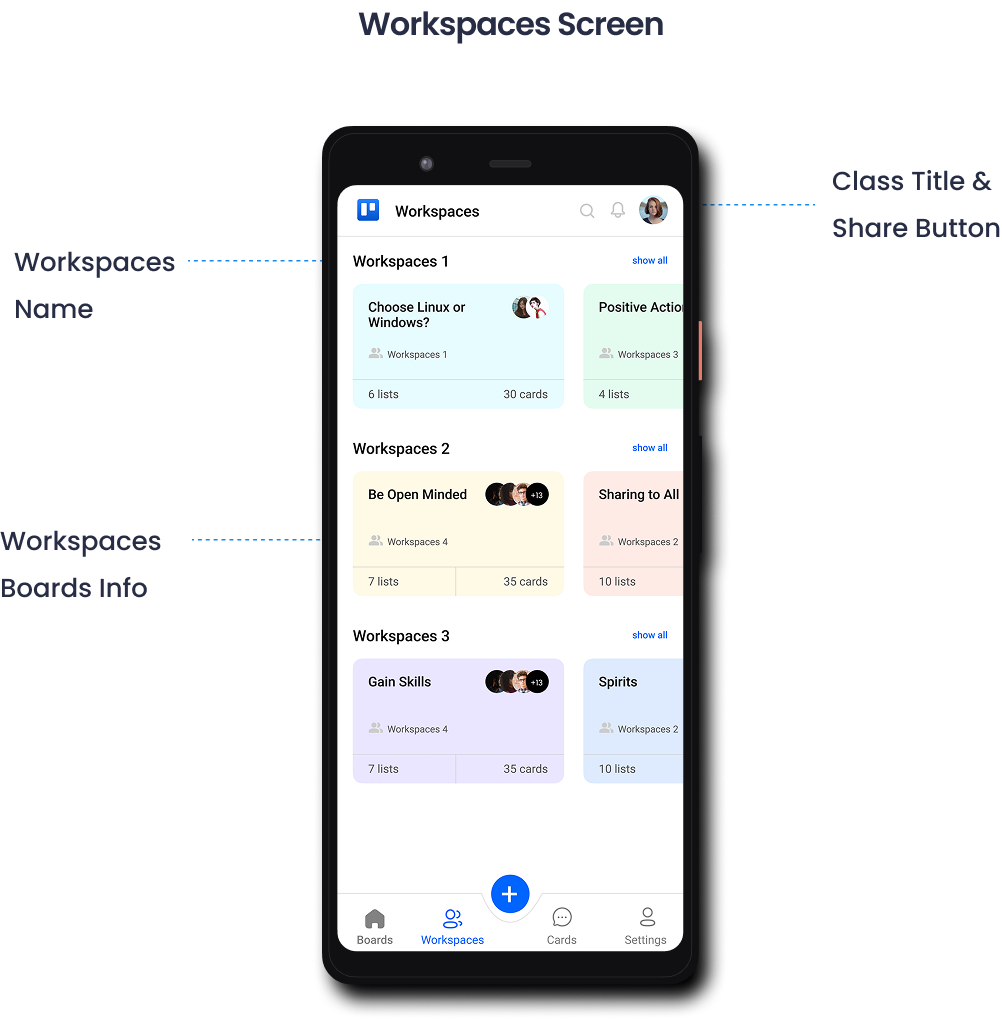 Workspaces Screen
Class Title &
Share Button
Workspaces
Name
Workspaces
Boards Info
Workspaces
Workspaces 1
show all
Choose Linux or
Windows?
Workspaces 1
6 lists
30 cards
Positive Action
Workspaces 3
4 lists
Workspaces 2
show all
Be Open Minded
+13
Workspaces 4
7 lists
35 cards
Sharing to All
Workspaces 2
10 lists
Workspaces 3
show all
Gain Skills
+13
Workspaces 4
7 lists
35 cards
Spirits
Workspaces 2
10 lists
Boards
Workspaces
Cards
Settings